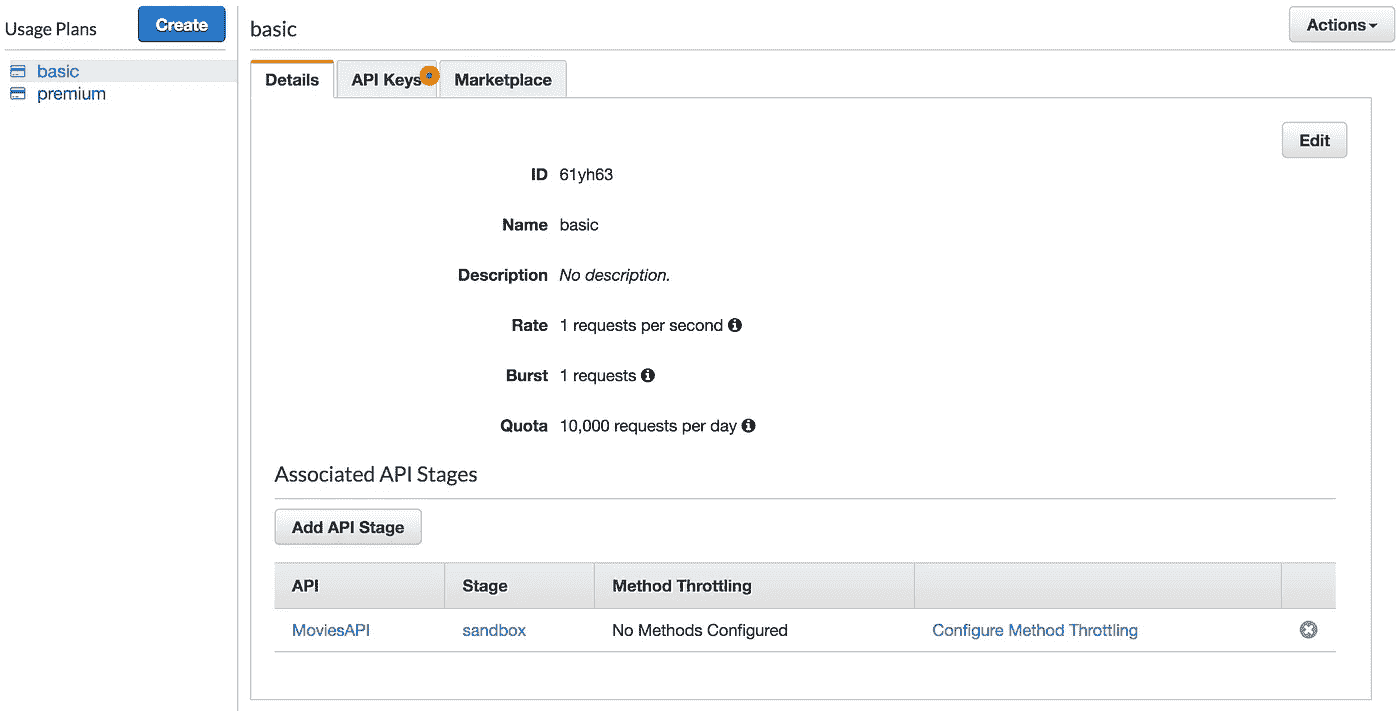 Usage Plans
Create
basic
premium
basic
Actions
Details
API Keys
Marketplace
Edit
ID 61yh63
Name basic
Description No description.
Rate 1 requests per second
Burst 1 requests
Quota 10,000 requests per day
Associated API Stages
Add API Stage
API Stage Method Throttling
MoviesAPI sandbox No Methods Configured Configure Method Throttling